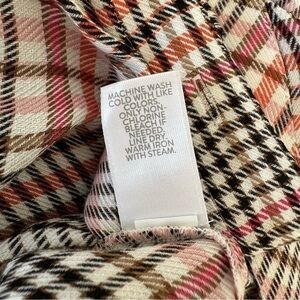 MACHINE WASH
COLD WITH LIKE
COLORS.
ONLY NON-
CHLORINE
BLEACH IF
NEEDED.
LINE DRY.
WARM IRON
WITH STEAM.